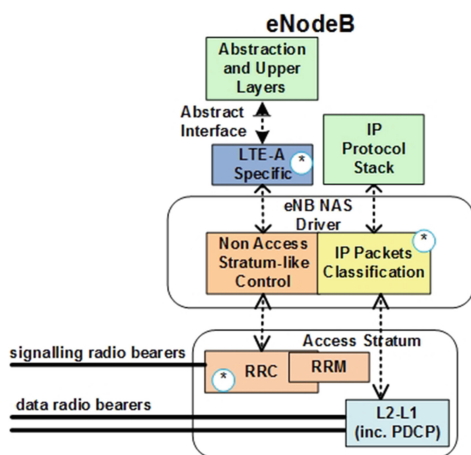 eNodeB
Abstraction
and Upper
Layers
Abstract
Interface
LTE-A
Specific
*
IP
Protocol
Stack
eNB NAS
Driver
Non Access
Stratum-like
Control
IP Packets
Classification
*
Access Stratum
signalling radio bearers
RRC
*
RRM
data radio bearers
L2-L1
(inc. PDCP)